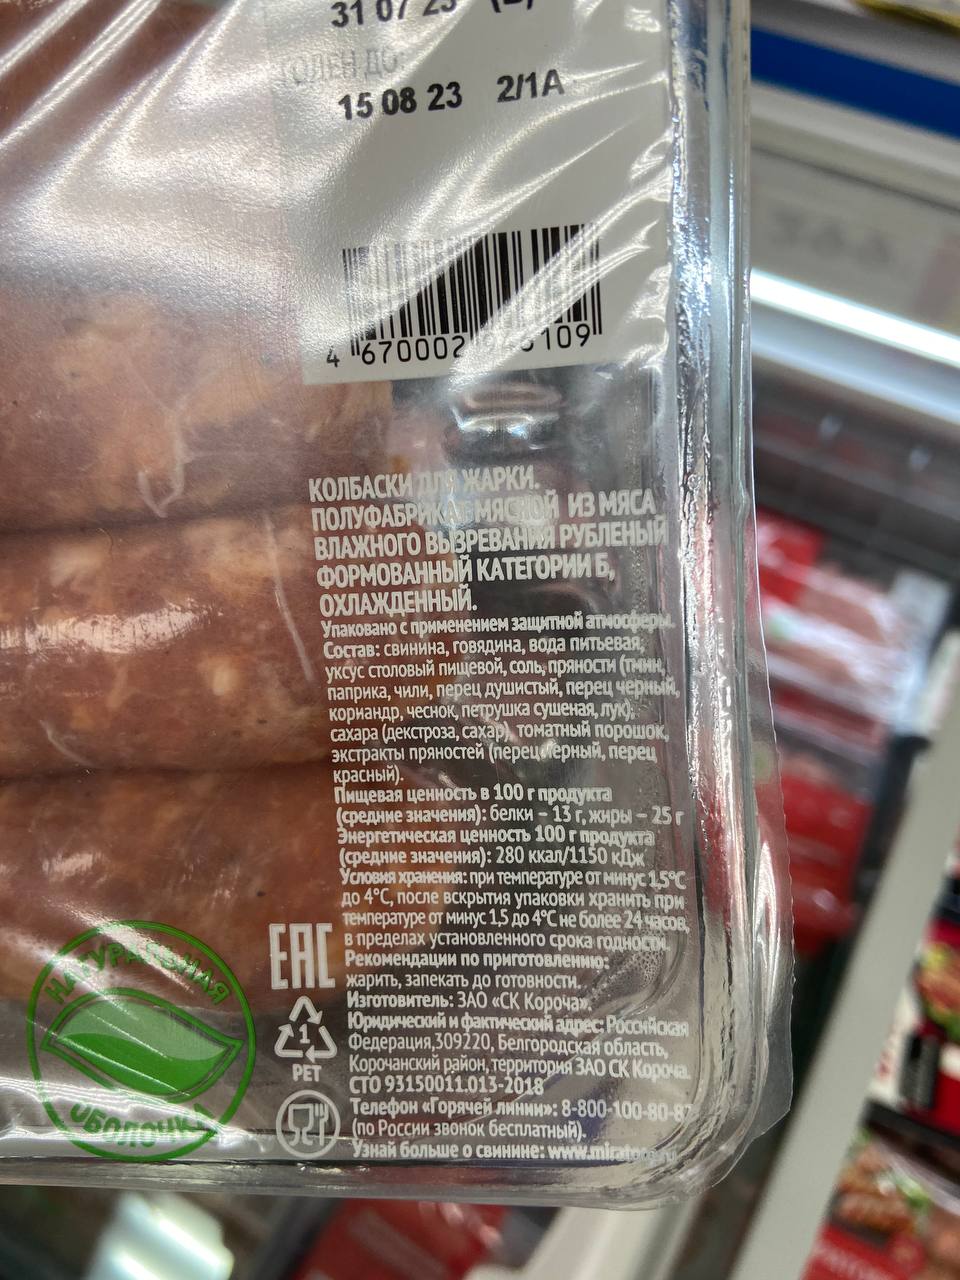 31 07 23
ГОДЕН ДО:
15 08 23 2/1А
4 670002 109
КОЛБАСКИ ДЛЯ ЖАРКИ.
ПОЛУФАБРИКАТ МЯСНОЙ ИЗ МЯСА
ВЛАЖНОГО ВЫЗРЕВАНИЯ РУБЛЕНЫЙ
ФОРМОВАННЫЙ КАТЕГОРИИ Б,
ОХЛАЖДЕННЫЙ.
Упаковано с применением защитной атмосферы.
Состав: свинина, говядина, вода питьевая,
уксус столовый пищевой, соль, пряности (тмин,
паприка, чили, перец душистый, перец черный,
кориандр, чеснок, петрушка сушеная, лук),
сахара (декстроза, сахар), томатный порошок,
экстракты пряностей (перец черный, перец
красный).
Пищевая ценность в 100 г продукта
(средние значения): белки – 13 г, жиры – 25 г
Энергетическая ценность 100 г продукта
(средние значения): 280 ккал/1150 кДж
Условия хранения: при температуре от минус 1,5°С
до 4°С, после вскрытия упаковки хранить при
температуре от минус 1,5 до 4°С не более 24 часов,
в пределах установленного срока годности.
Рекомендации по приготовлению:
жарить, запекать до готовности.
Изготовитель: ЗАО «СК Короча».
Юридический и фактический адрес: Российская
Федерация,309220, Белгородская область,
Корочанский район, территория ЗАО СК Короча.
СТО 93150011.013-2018
Телефон «Горячей линии»: 8-800-100-80-87
(по России звонок бесплатный).
Узнай больше о свинине: www.miratorg.ru
EAC
1
PET
НАТУРАЛЬНАЯ
ОБОЛОЧКА